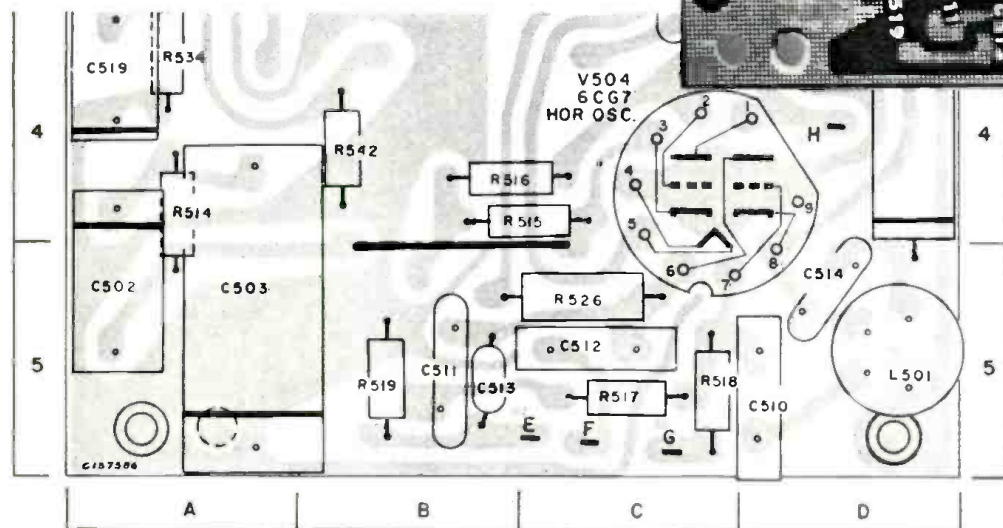 C519
R534
V504
6CG7
HOR OSC.
2
1
3
H
4
4
R542
R516
4
R514
R515
9
5
6
8
7
C502
C503
R526
C514
C512
5
R519
C511
C513
R517
R518
C510
L501
5
E
F
G
C157586
A
B
C
D